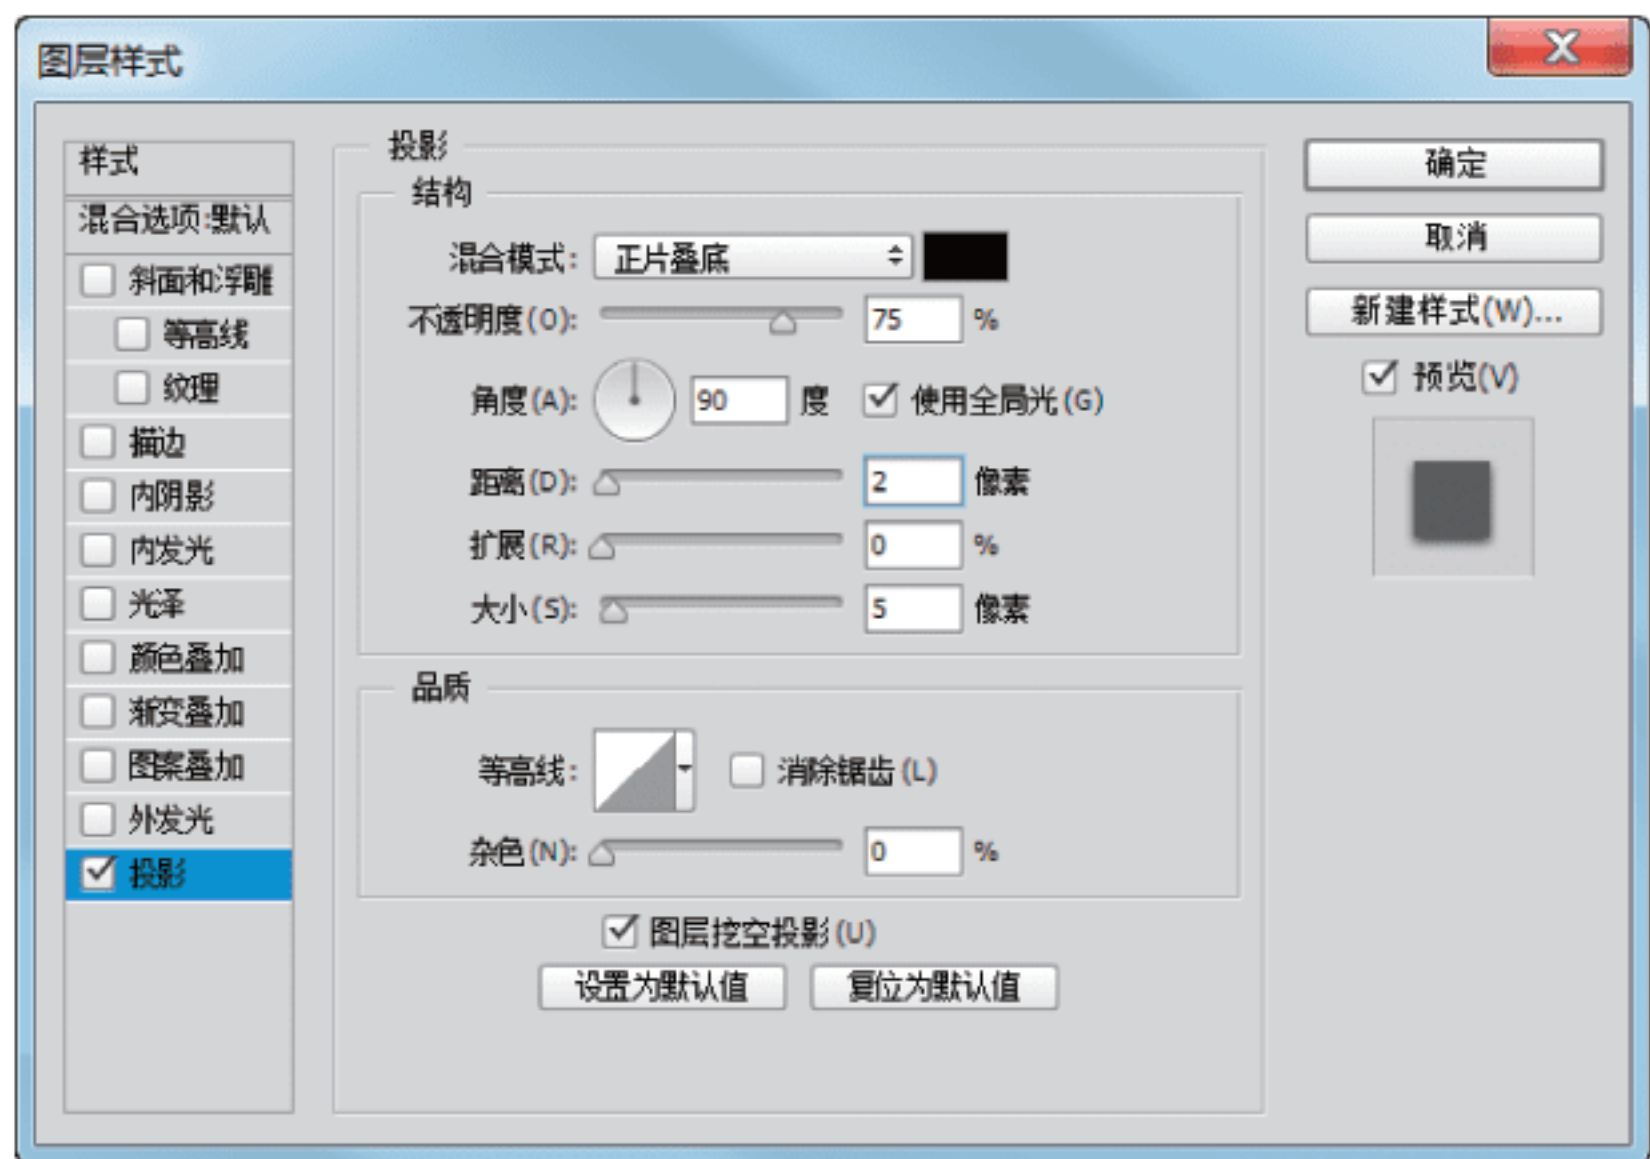 图层样式
样式
混合选项:默认
斜面和浮雕
等高线
纹理
描边
内阴影
内发光
光泽
颜色叠加
渐变叠加
图案叠加
外发光
投影
投影
结构
混合模式: 正片叠底
不透明度(O): 75 %
角度(A): 90 度 使用全局光(G)
距离(D): 2 像素
扩展(R): 0 %
大小(S): 5 像素
品质
等高线: 消除锯齿(L)
杂色(N): 0 %
图层挖空投影(U)
设置为默认值 复位为默认值
确定
取消
新建样式(W)...
预览(V)